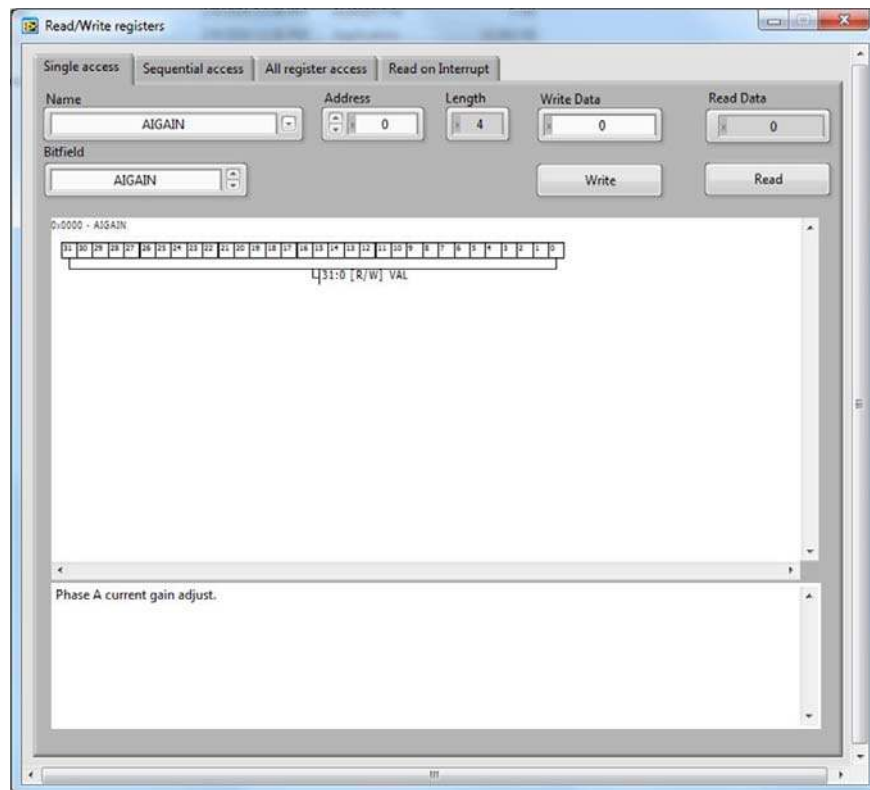 Read/Write registers
Single access Sequential access All register access Read on Interrupt
Name Address Length Write Data Read Data
AIGAIN x 0 x 4 x 0 x 0
Bitfield
AIGAIN Write Read
0x0000 - AIGAIN
31 30 29 28 27 26 25 24 23 22 21 20 19 18 17 16 15 14 13 12 11 10 9 8 7 6 5 4 3 2 1 0
31:0 [R/W] VAL
Phase A current gain adjust.